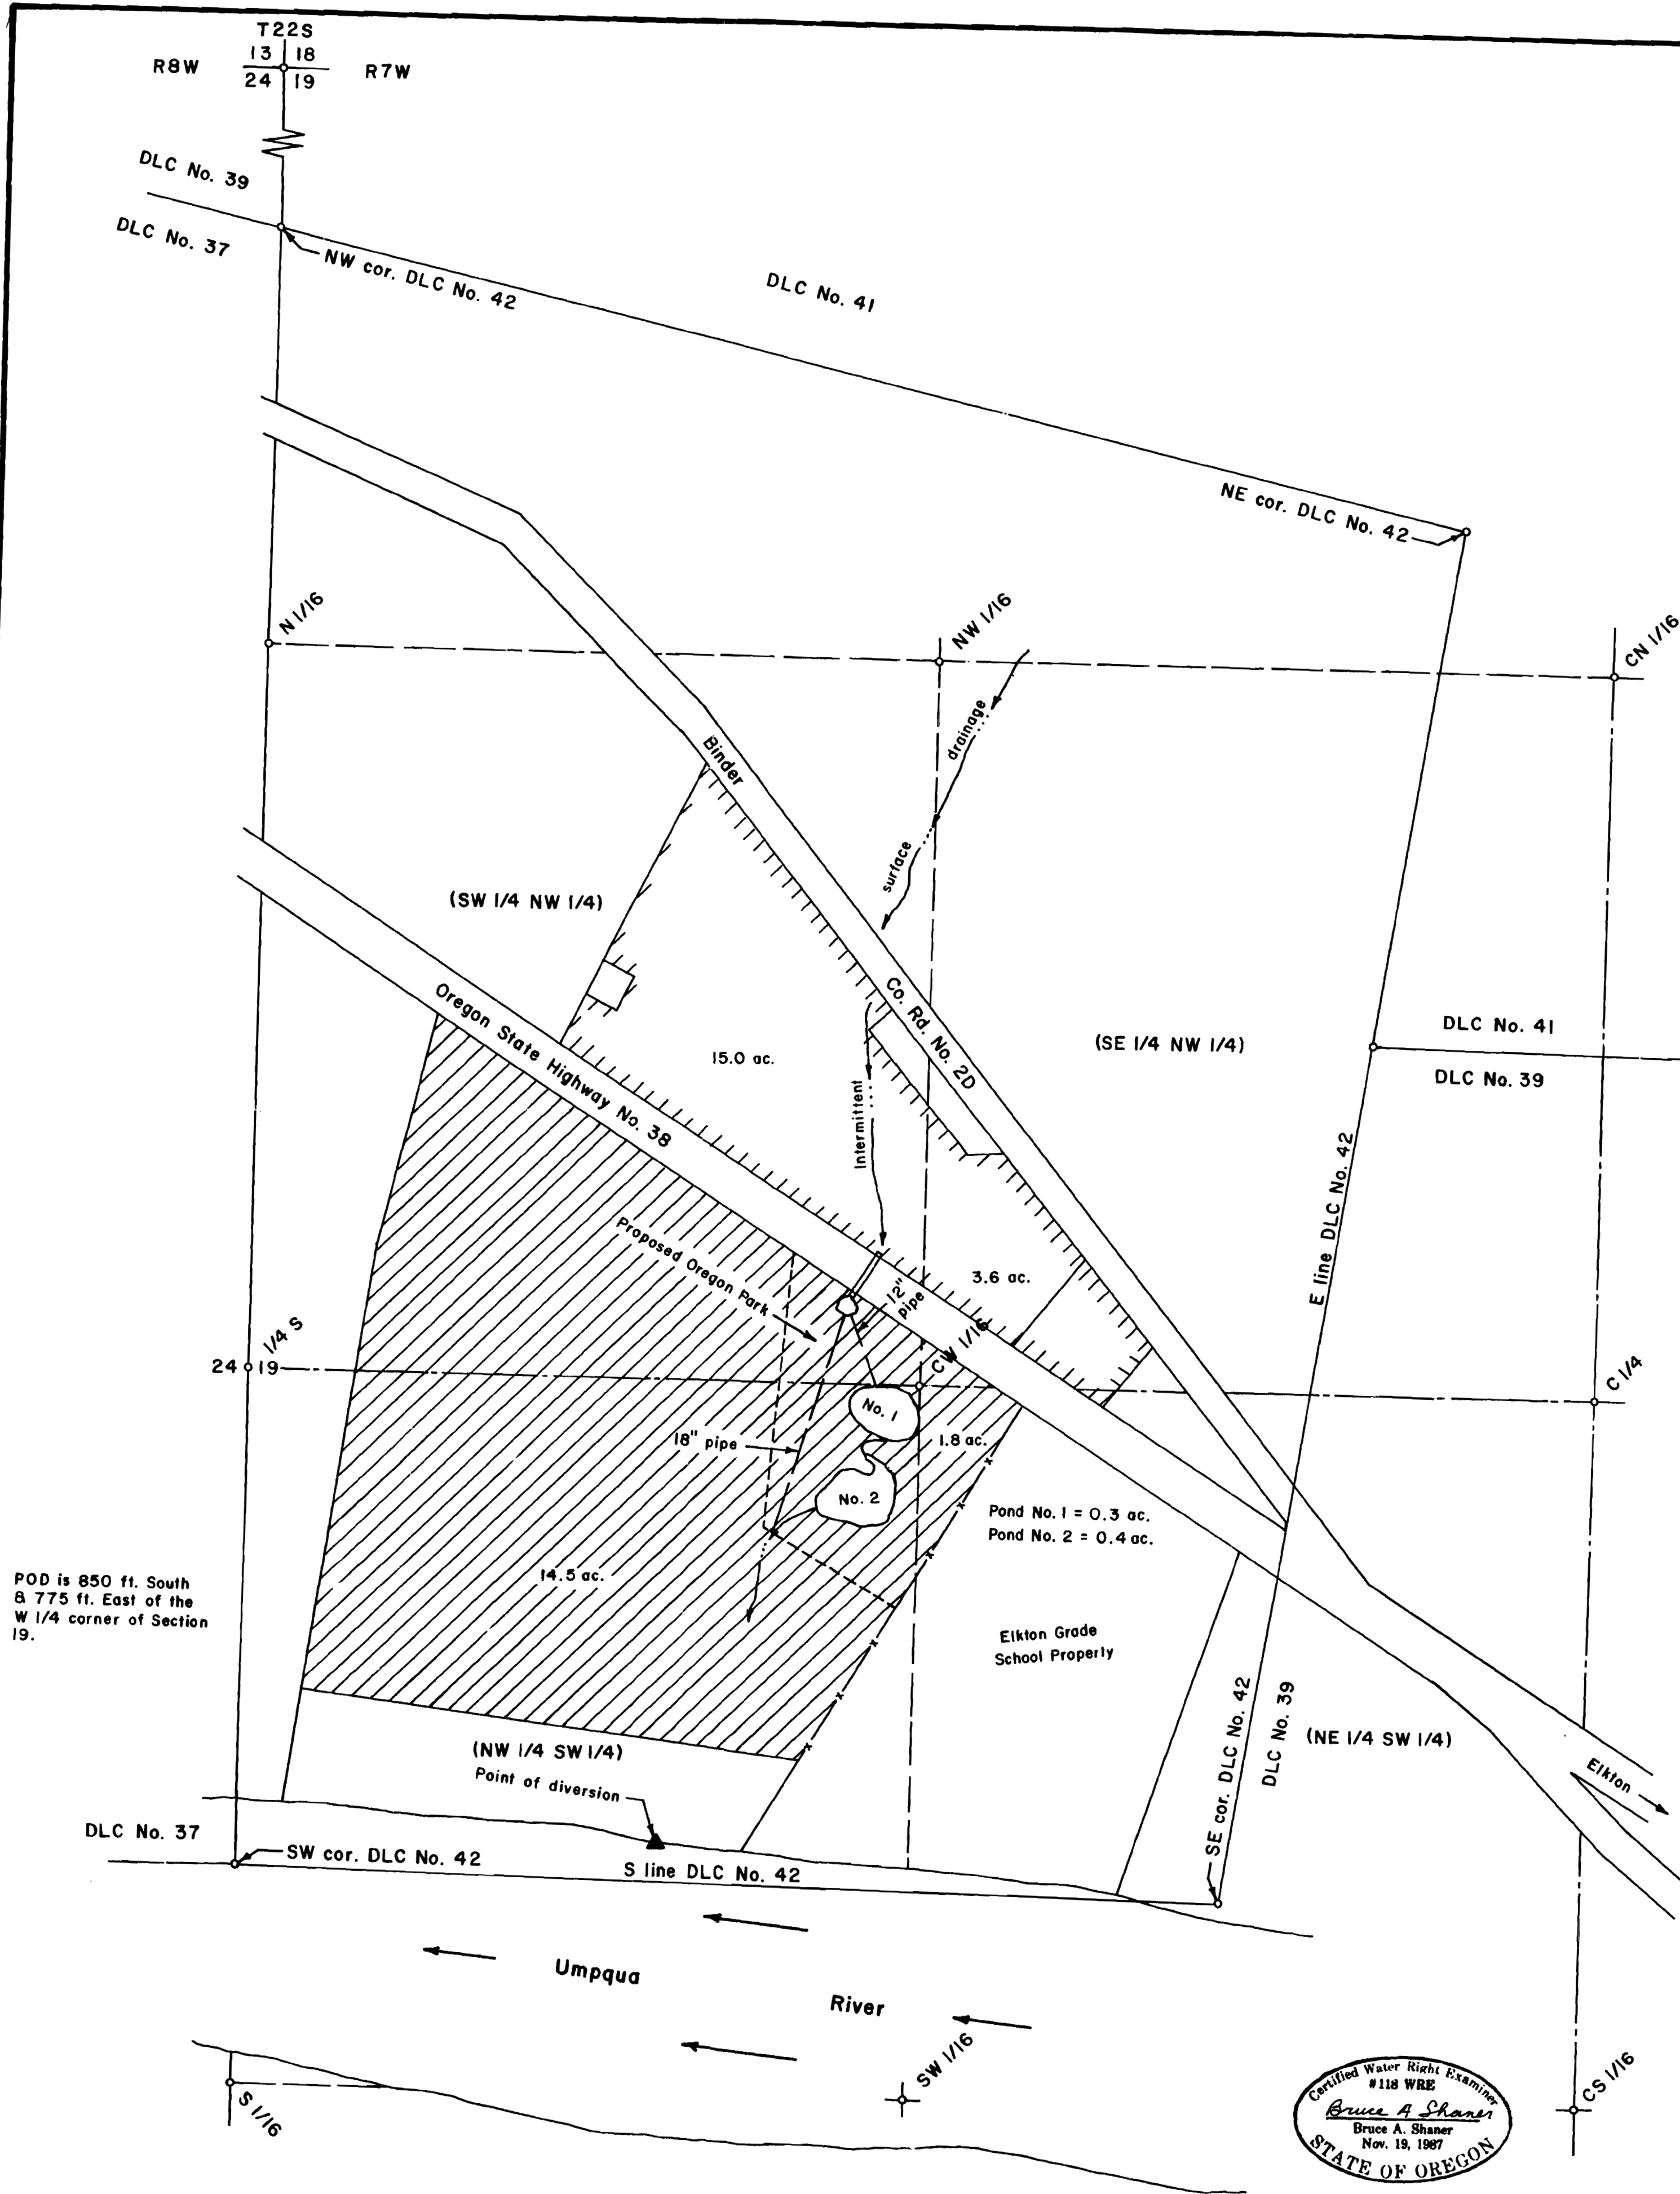 T22S
R8W
13 18
24 19
R7W
DLC No. 39
DLC No. 37
NW cor. DLC No. 42
DLC No. 41
NE cor. DLC No. 42
N 1/16
NW 1/16
CN 1/16
drainage
surface
Binder
Co. Rd. No. 2D
(SW 1/4 NW 1/4)
Oregon State Highway No. 38
15.0 ac.
(SE 1/4 NW 1/4)
DLC No. 41
DLC No. 39
Intermittent
E line DLC No. 42
Proposed Oregon Park
12"
pipe
3.6 ac.
24 19
1/4 S
CW 1/16
C 1/4
No. 1
18" pipe
1.8 ac.
No. 2
Pond No. 1 = 0.3 ac.
Pond No. 2 = 0.4 ac.
14.5 ac.
POD is 850 ft. South
& 775 ft. East of the
W 1/4 corner of Section
19.
Elkton Grade
School Property
SE cor. DLC No. 42
DLC No. 39
(NE 1/4 SW 1/4)
Elkton
(NW 1/4 SW 1/4)
Point of diversion
DLC No. 37
SW cor. DLC No. 42
S line DLC No. 42
Umpqua
River
S 1/16
SW 1/16
CS 1/16
Certified Water Right Examiner
#118 WRE
Bruce A Shaner
Bruce A. Shaner
Nov. 19, 1987
STATE OF OREGON